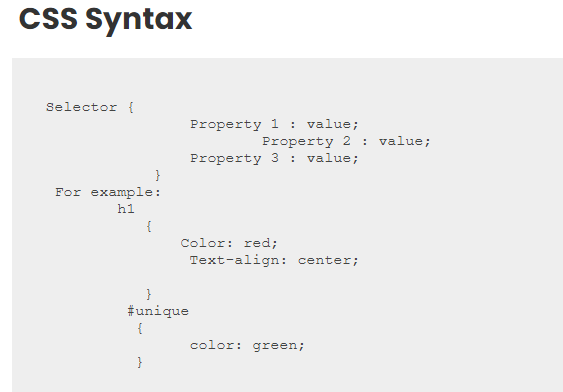 CSS Syntax
Selector {
Property 1 : value;
Property 2 : value;
Property 3 : value;
}
For example:
h1
{
Color: red;
Text-align: center;
}
#unique
{
color: green;
}